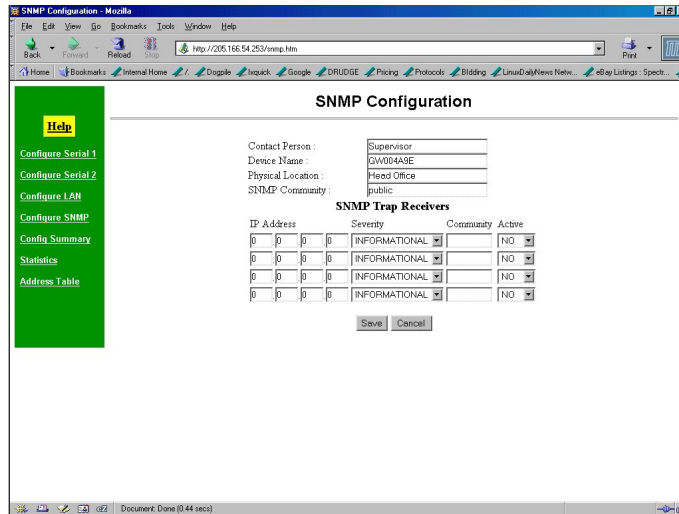 SNMP Configuration - Mozilla
File Edit View Go Bookmarks Tools Window Help
Back Forward Reload Stop http://205.166.54.253/snmp.htm Print
Home Bookmarks Internal Home /. Dogpile Ixquick Google DRUDGE Pricing Protocols BIdding LinuxDailyNews Netw... eBay Listings : Spectr...
SNMP Configuration
Help
Configure Serial 1
Configure Serial 2
Configure LAN
Configure SNMP
Config Summary
Statistics
Address Table
Contact Person : Supervisor
Device Name : GW004A9E
Physical Location : Head Office
SNMP Community : public
SNMP Trap Receivers
IP Address Severity Community Active
0 .0 .0 .0 INFORMATIONAL NO
0 .0 .0 .0 INFORMATIONAL NO
0 .0 .0 .0 INFORMATIONAL NO
0 .0 .0 .0 INFORMATIONAL NO
Save Cancel
Document: Done (0.44 secs)